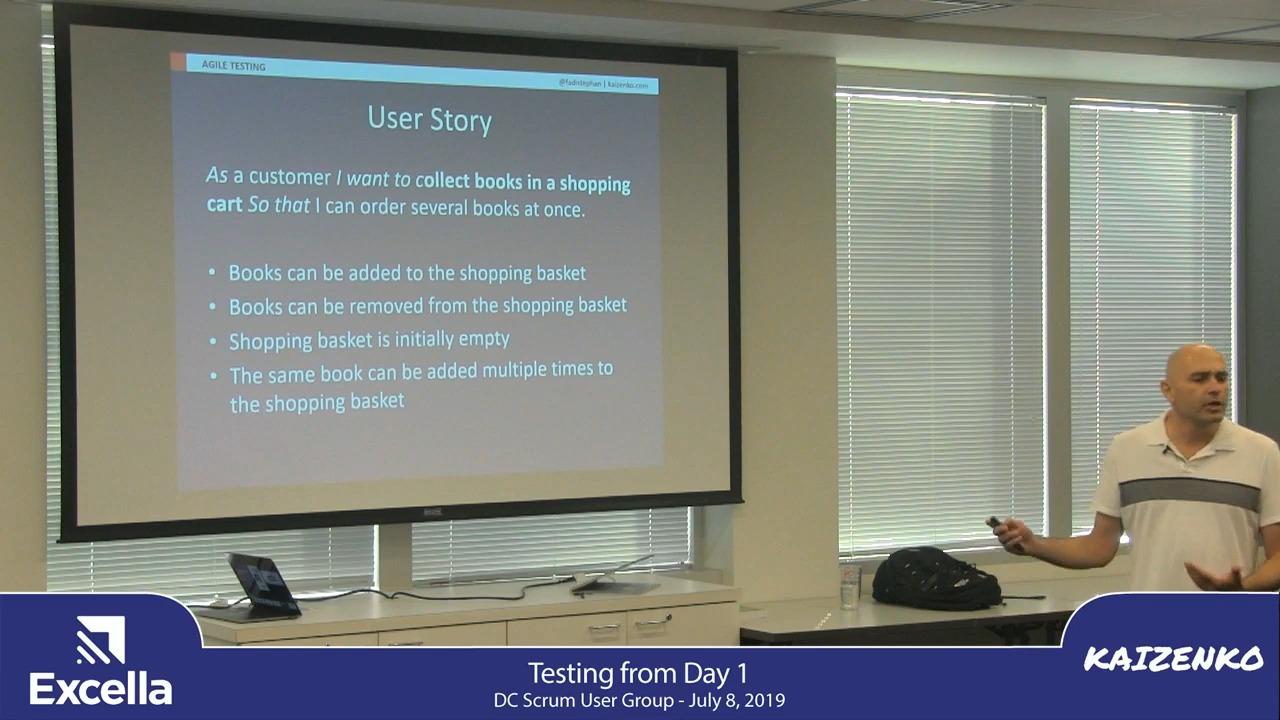 AGILE TESTING
@fadistephan | kaizenko.com
User Story
As a customer I want to collect books in a shopping
cart So that I can order several books at once.
• Books can be added to the shopping basket
• Books can be removed from the shopping basket
• Shopping basket is initially empty
• The same book can be added multiple times to
the shopping basket
Excella
Testing from Day 1
DC Scrum User Group - July 8, 2019
KAIZENKO